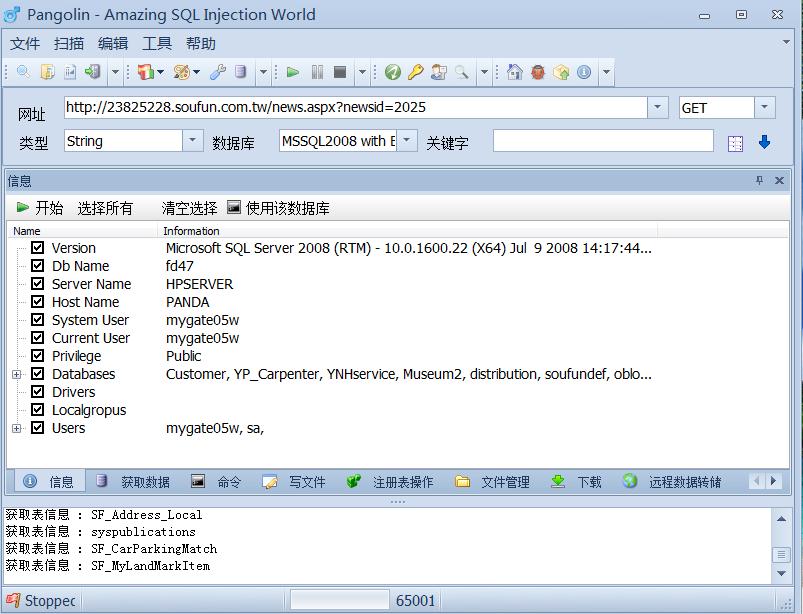 Pangolin - Amazing SQL Injection World
文件 扫描 编辑 工具 帮助
网址 http://23825228.soufun.com.tw/news.aspx?newsid=2025 GET
类型 String 数据库 MSSQL2008 with E 关键字
信息
开始 选择所有 清空选择 使用该数据库
Name Information
Version Microsoft SQL Server 2008 (RTM) - 10.0.1600.22 (X64) Jul 9 2008 14:17:44...
Db Name fd47
Server Name HPSERVER
Host Name PANDA
System User mygate05w
Current User mygate05w
Privilege Public
Databases Customer, YP_Carpenter, YNHservice, Museum2, distribution, soufundef, oblo...
Drivers
Localgropus
Users mygate05w, sa,
信息 获取数据 命令 写文件 注册表操作 文件管理 下载 远程数据转储
获取表信息 : SF_Address_Local
获取表信息 : syspublications
获取表信息 : SF_CarParkingMatch
获取表信息 : SF_MyLandMarkItem
Stopped 65001